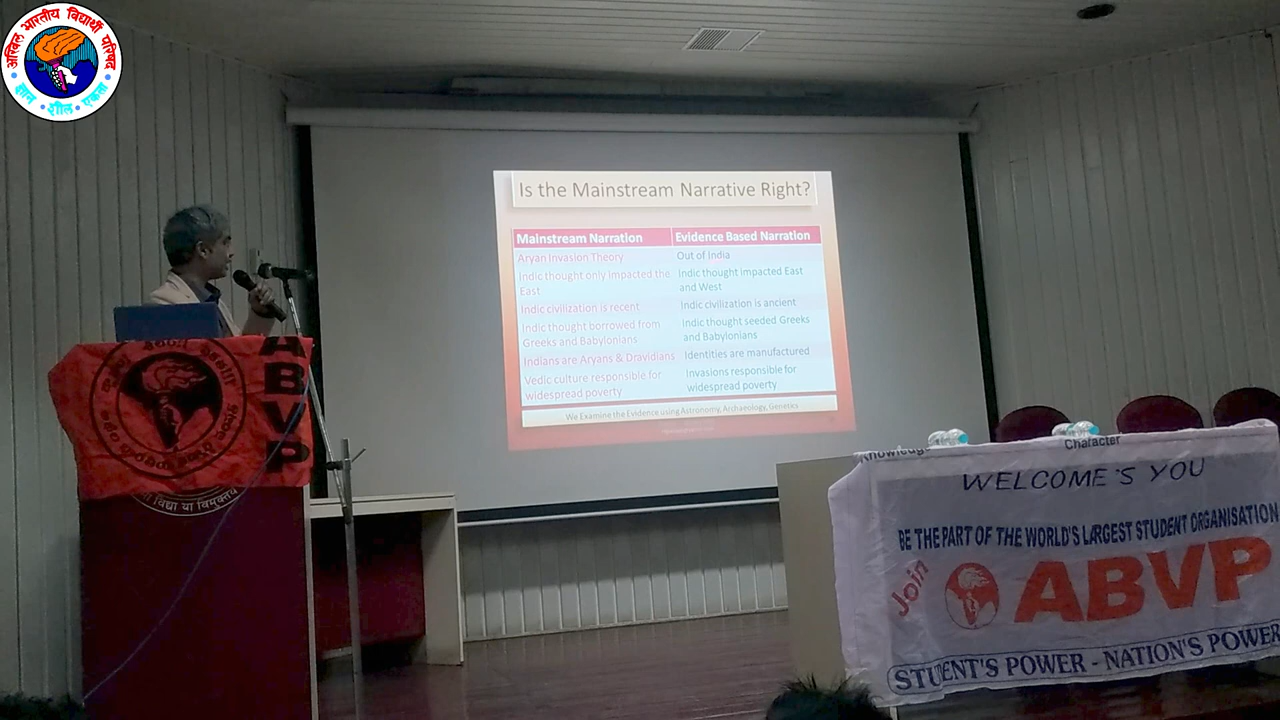 अखिल भारतीय विद्यार्थी परिषद
ज्ञान • शील • एकता
Is the Mainstream Narrative Right?
Mainstream Narration
Evidence Based Narration
Aryan Invasion Theory
Out of India
Indic thought only impacted the
East
Indic thought impacted East
and West
Indic civilization is recent
Indic civilization is ancient
Indic thought borrowed from
Greeks and Babylonians
Indic thought seeded Greeks
and Babylonians
Indians are Aryans & Dravidians
Identities are manufactured
Vedic culture responsible for
widespread poverty
Invasions responsible for
widespread poverty
We Examine the Evidence using Astronomy, Archaeology, Genetics
ABVP
विद्या या विमुक्तये
Knowledge
Character
WELCOME'S YOU
BE THE PART OF THE WORLD'S LARGEST STUDENT ORGANISATION
Join
ABVP
STUDENT'S POWER - NATION'S POWER